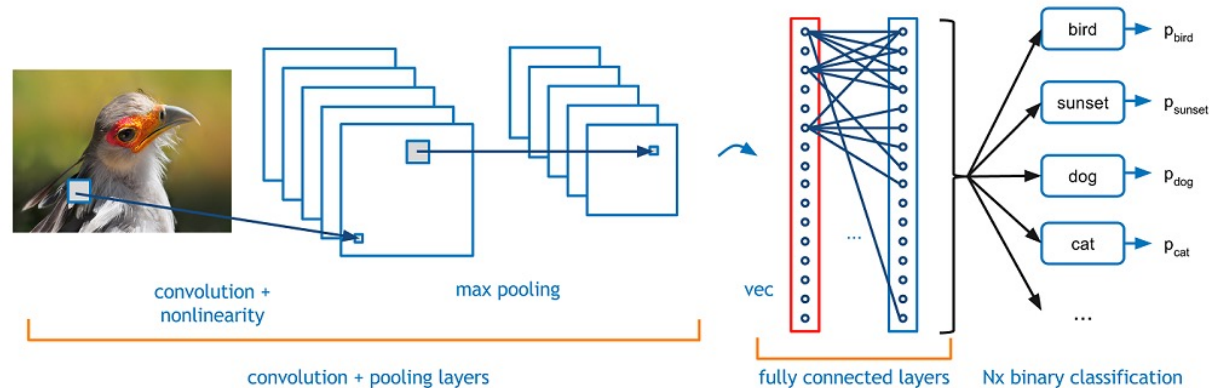 bird
p_bird
sunset
p_sunset
dog
p_dog
cat
p_cat
...
...
convolution +
nonlinearity
max pooling
vec
convolution + pooling layers
fully connected layers
Nx binary classification